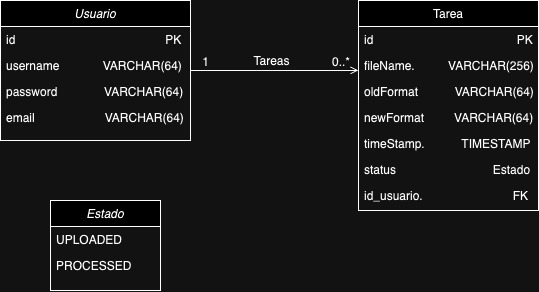 Usuario
id PK
username VARCHAR(64)
password VARCHAR(64)
email VARCHAR(64)
1 Tareas 0..*
Tarea
id PK
fileName. VARCHAR(256)
oldFormat VARCHAR(64)
newFormat VARCHAR(64)
timeStamp. TIMESTAMP
status Estado
id_usuario. FK
Estado
UPLOADED
PROCESSED